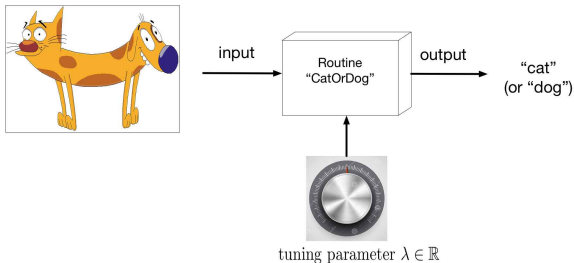 input
Routine
“CatOrDog”
output
“cat”
(or “dog”)
tuning parameter λ ∈ ℝ